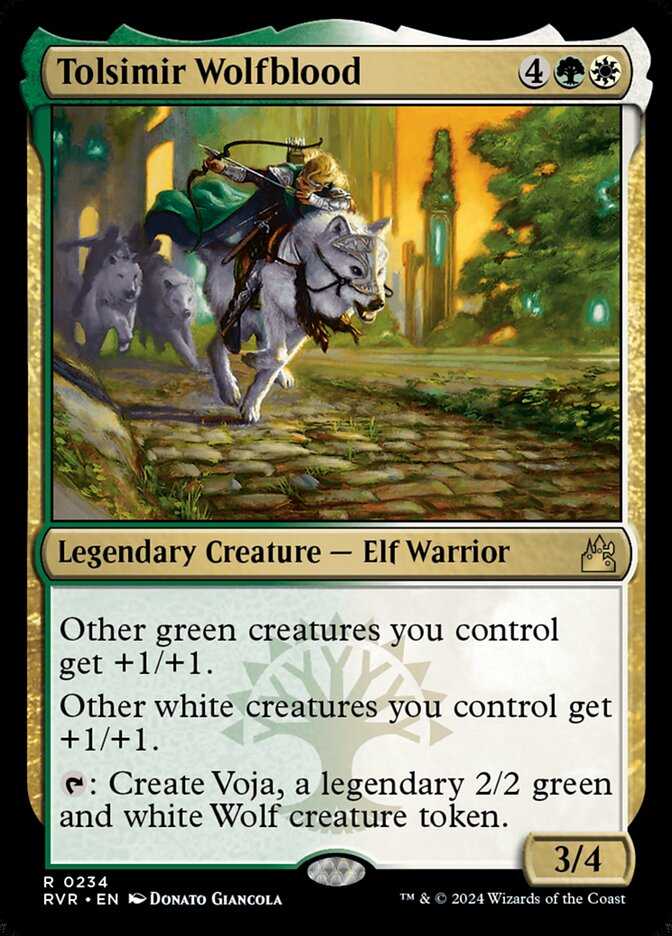 Tolsimir Wolfblood 4
Legendary Creature — Elf Warrior
Other green creatures you control
get +1/+1.
Other white creatures you control get
+1/+1.
: Create Voja, a legendary 2/2 green
and white Wolf creature token.
3/4
R 0234
RVR • EN Donato Giancola
™ & © 2024 Wizards of the Coast